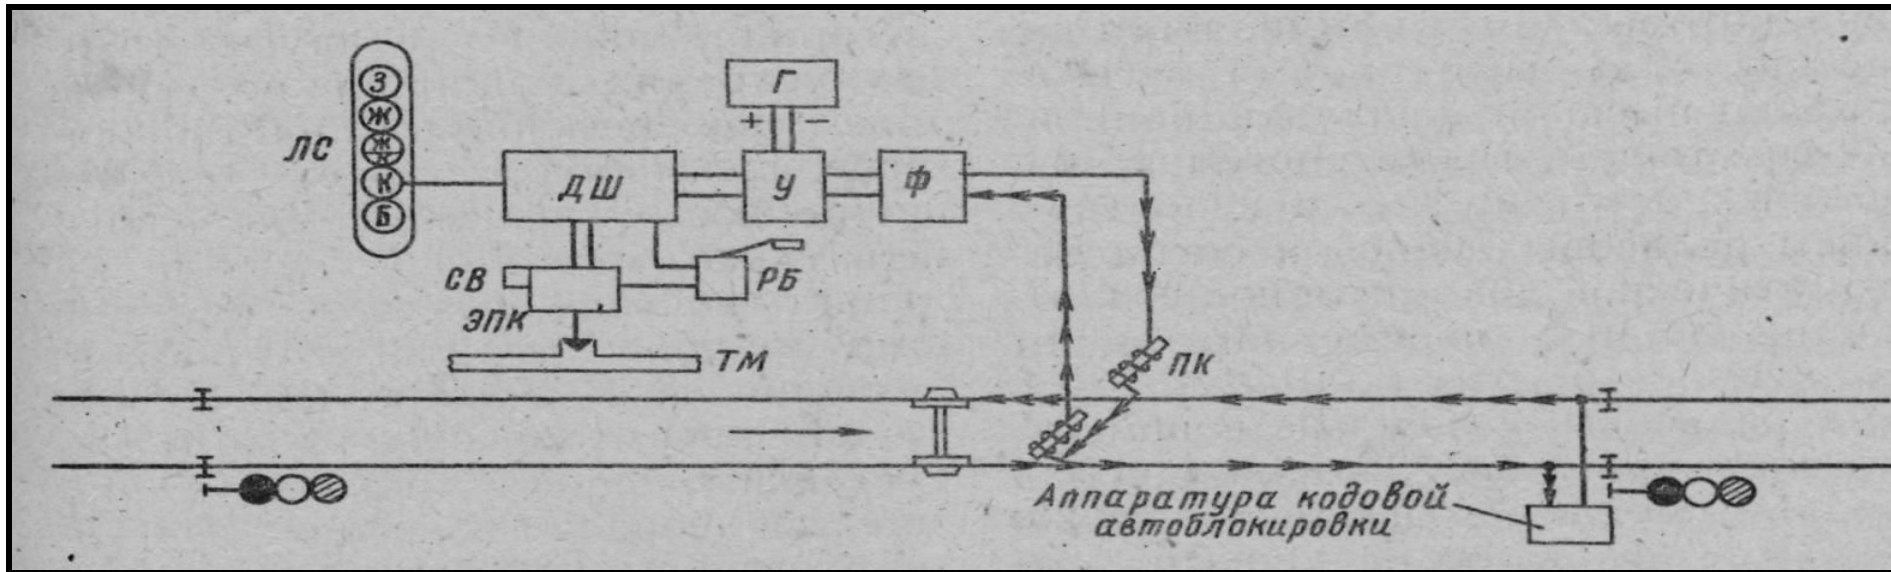 З
Ж
Ж
К
К
Б
ЛС
Г
+ −
ДШ
У
Ф
СВ
РБ
ЭПК
ТМ
ПК
Аппаратура кодовой
автоблокировки